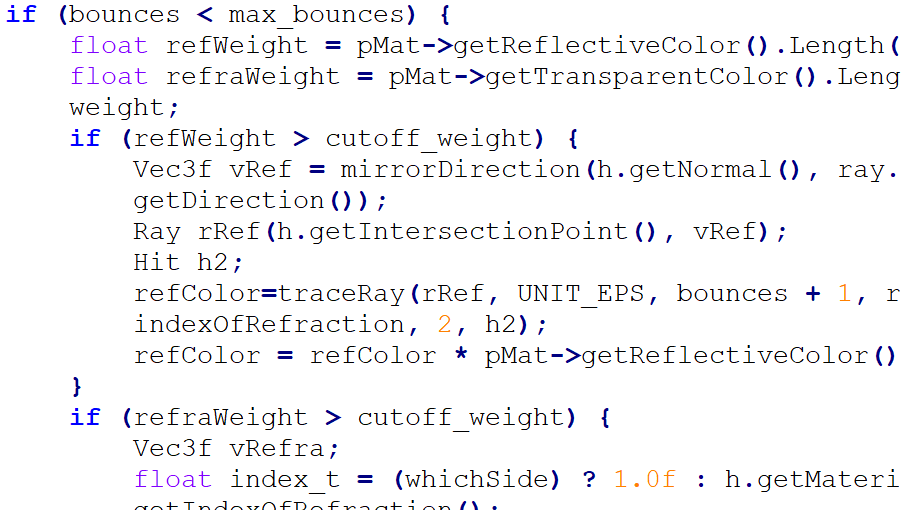 if (bounces < max_bounces) {
float refWeight = pMat->getReflectiveColor().Length(
float refraWeight = pMat->getTransparentColor().Leng
weight;
if (refWeight > cutoff_weight) {
Vec3f vRef = mirrorDirection(h.getNormal(), ray.
getDirection());
Ray rRef(h.getIntersectionPoint(), vRef);
Hit h2;
refColor=traceRay(rRef, UNIT_EPS, bounces + 1, r
indexOfRefraction, 2, h2);
refColor = refColor * pMat->getReflectiveColor()
}
if (refraWeight > cutoff_weight) {
Vec3f vRefra;
float index_t = (whichSide) ? 1.0f : h.getMateri
getIndexOfRefraction();